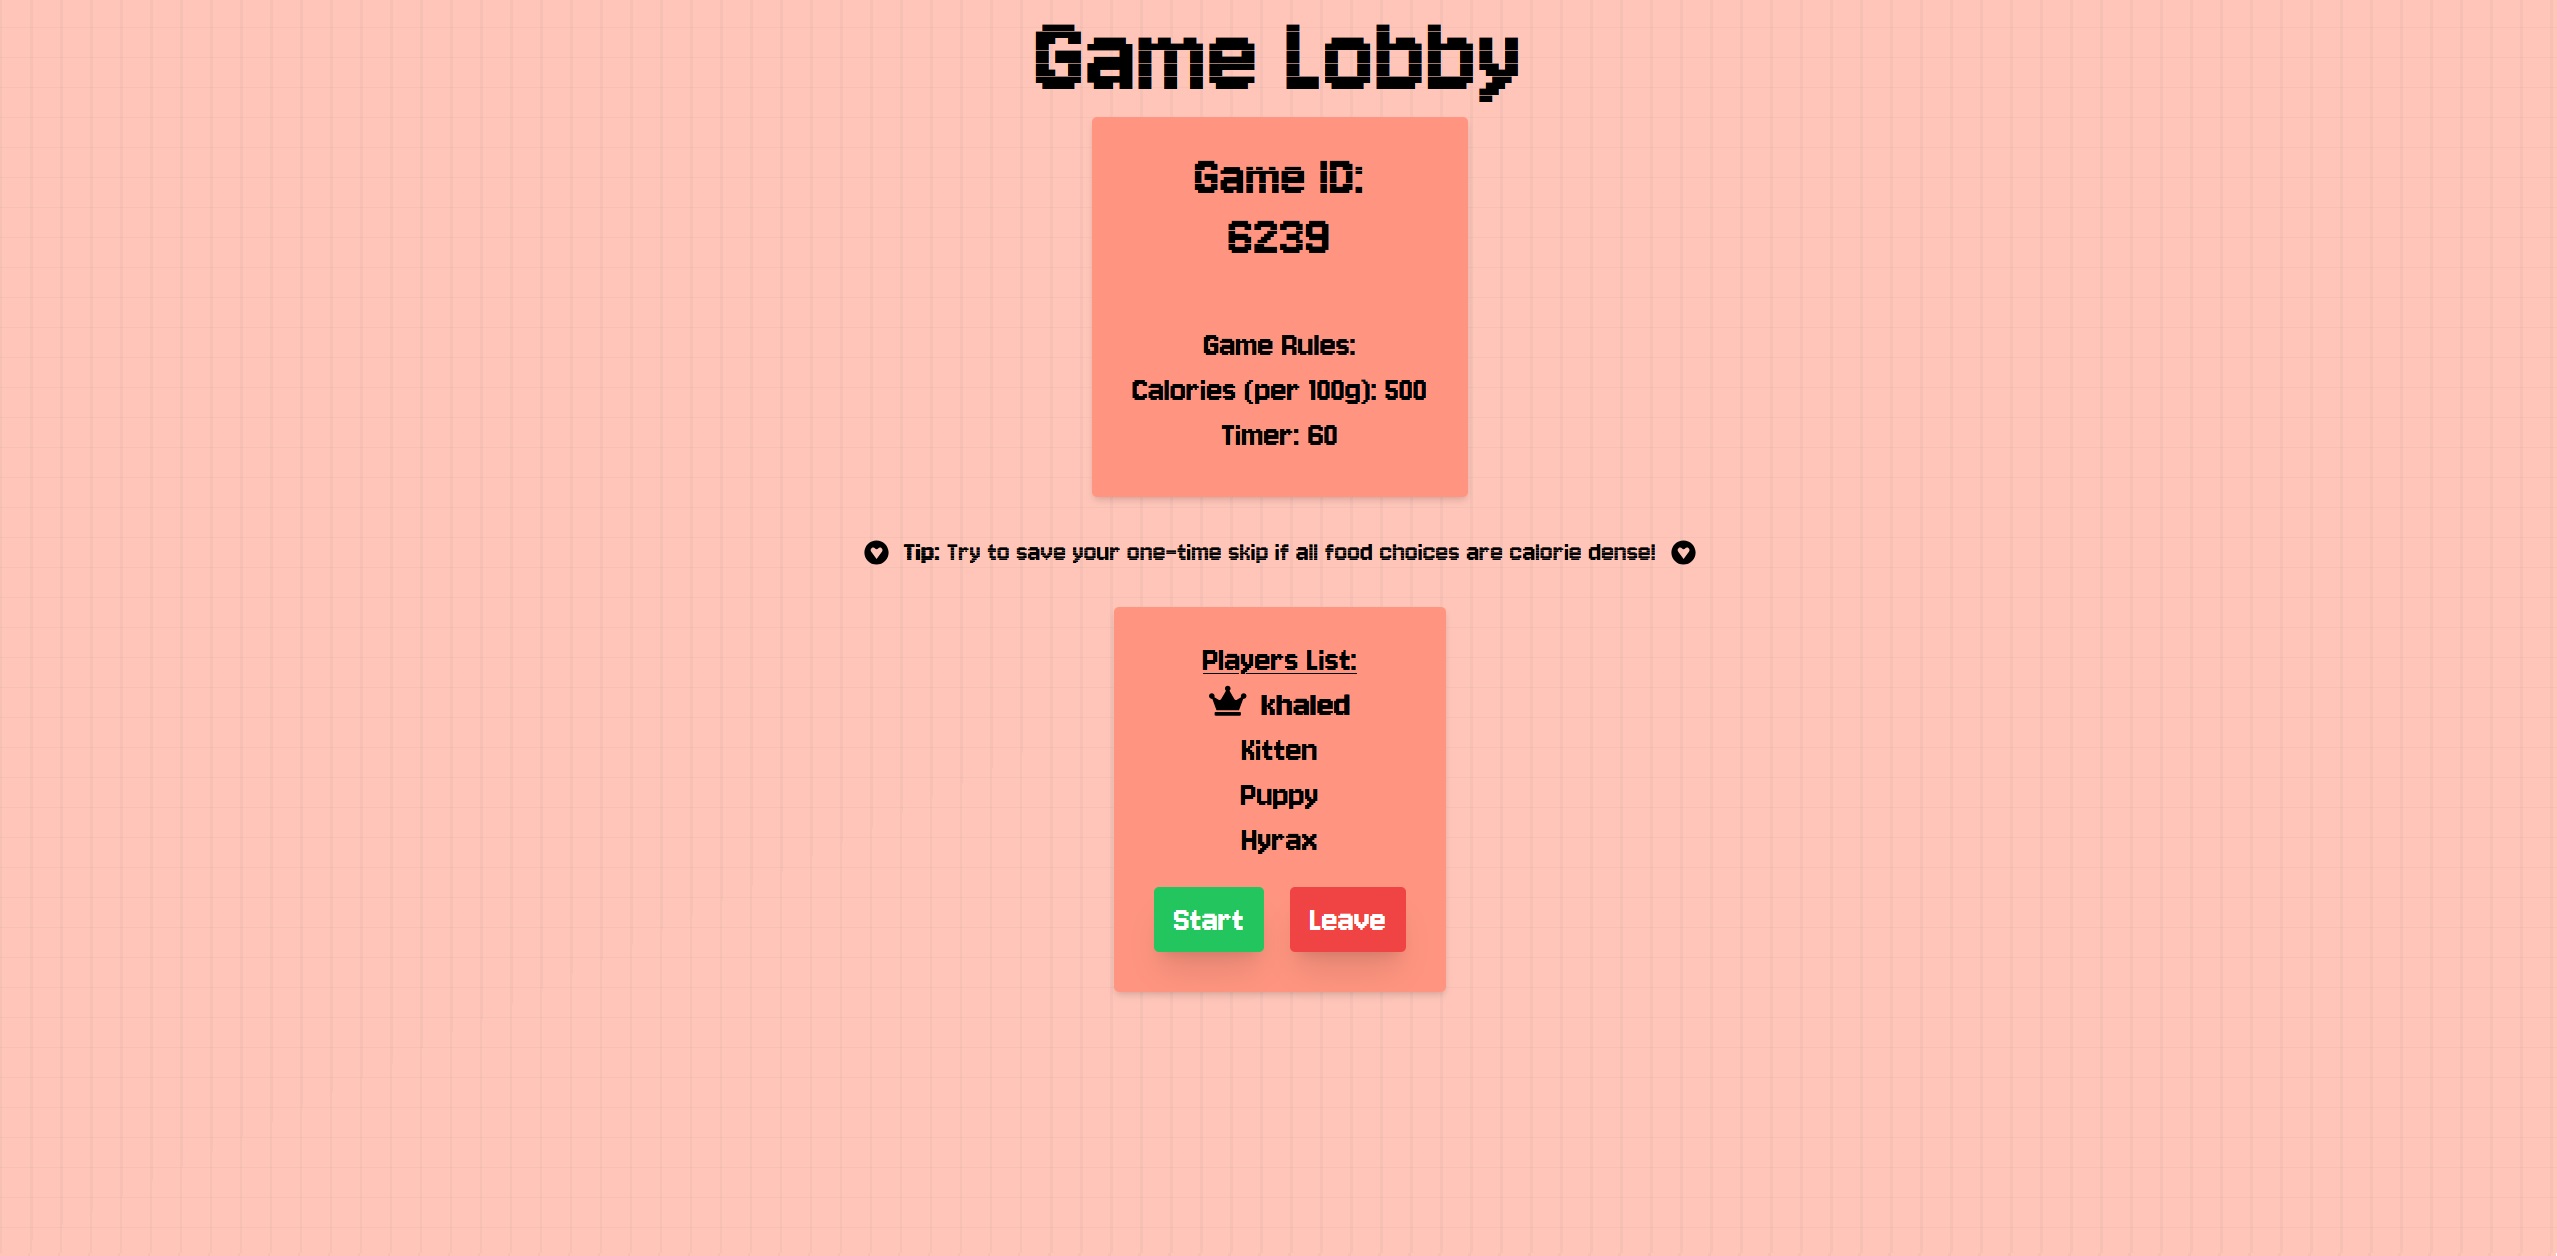 Game Lobby
Game ID:
6239
Game Rules:
Calories (per 100g): 500
Timer: 60
Tip: Try to save your one-time skip if all food choices are calorie dense!
Players List:
khaled
Kitten
Puppy
Hyrax
Start Leave